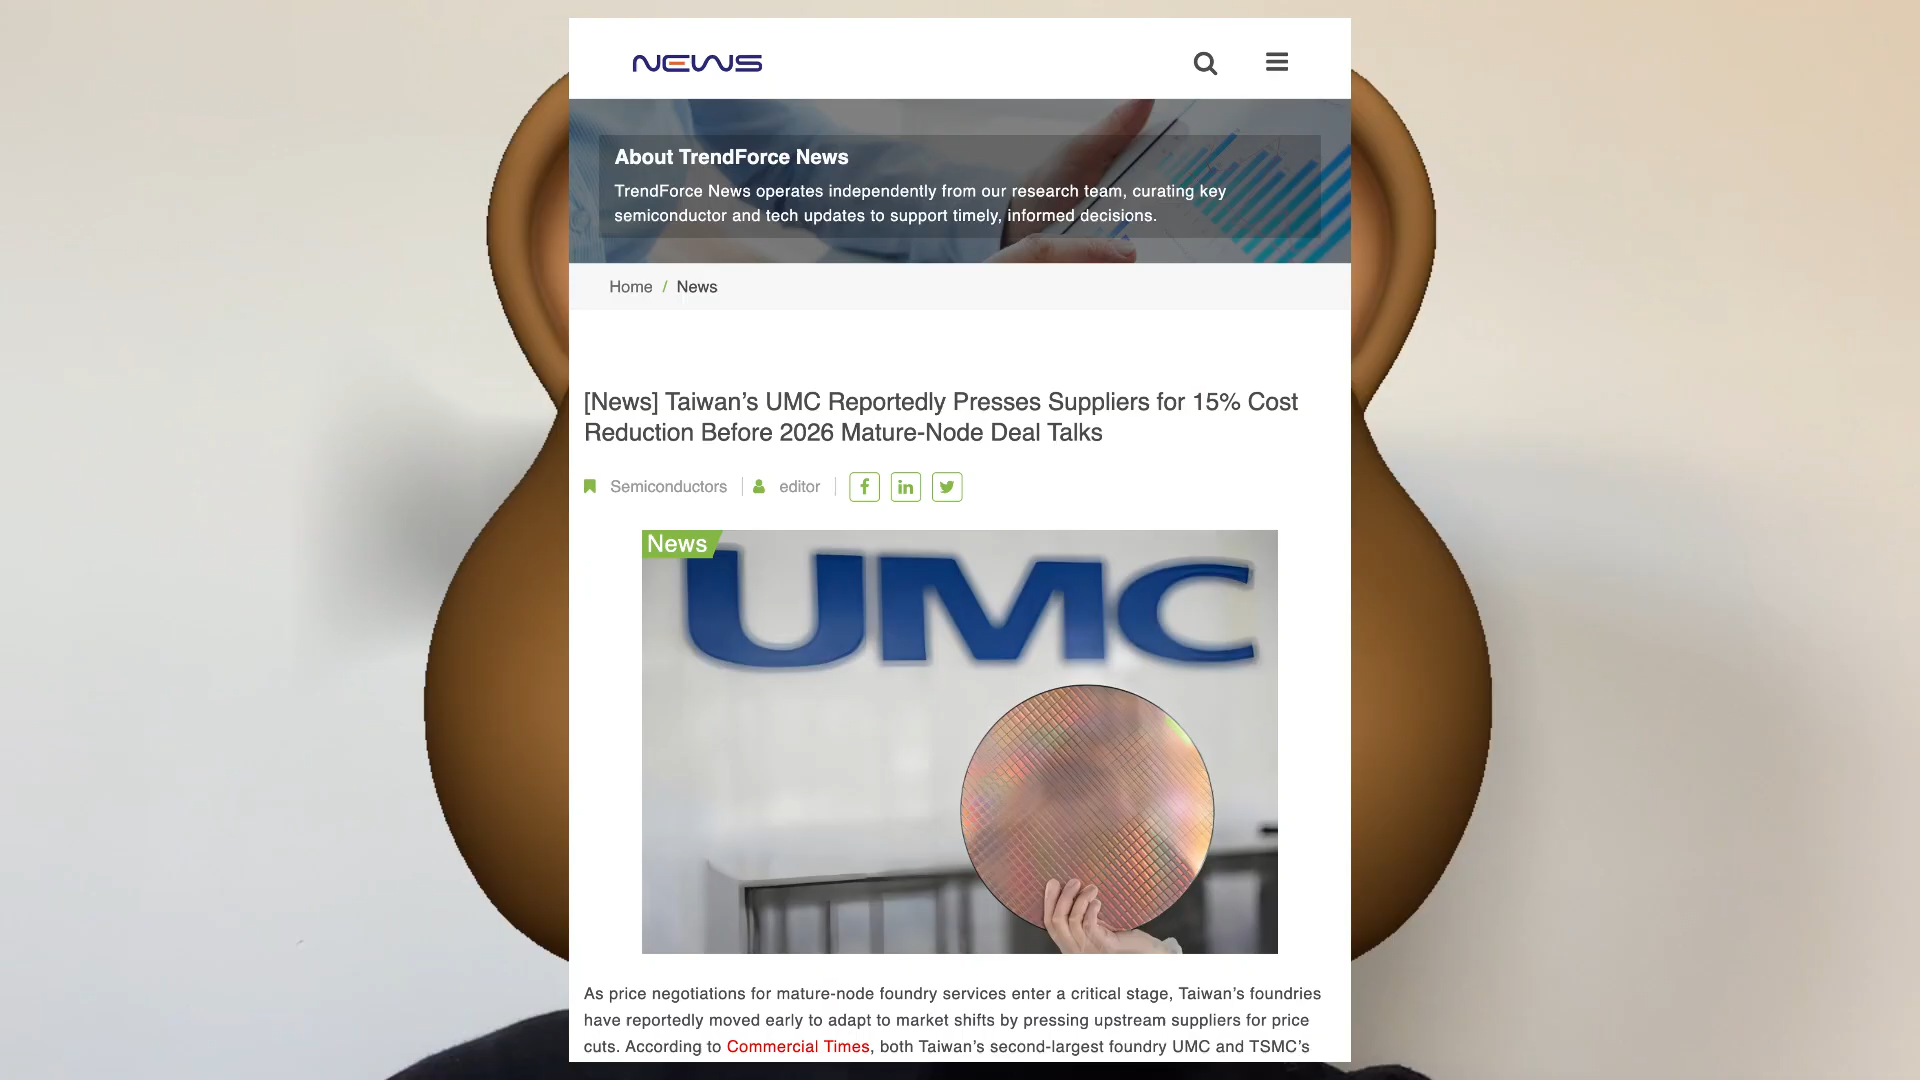 NEWS
About TrendForce News
TrendForce News operates independently from our research team, curating key
semiconductor and tech updates to support timely, informed decisions.
Home / News
[News] Taiwan’s UMC Reportedly Presses Suppliers for 15% Cost
Reduction Before 2026 Mature-Node Deal Talks
Semiconductors editor
News
UMC
As price negotiations for mature-node foundry services enter a critical stage, Taiwan’s foundries
have reportedly moved early to adapt to market shifts by pressing upstream suppliers for price
cuts. According to Commercial Times, both Taiwan’s second-largest foundry UMC and TSMC’s